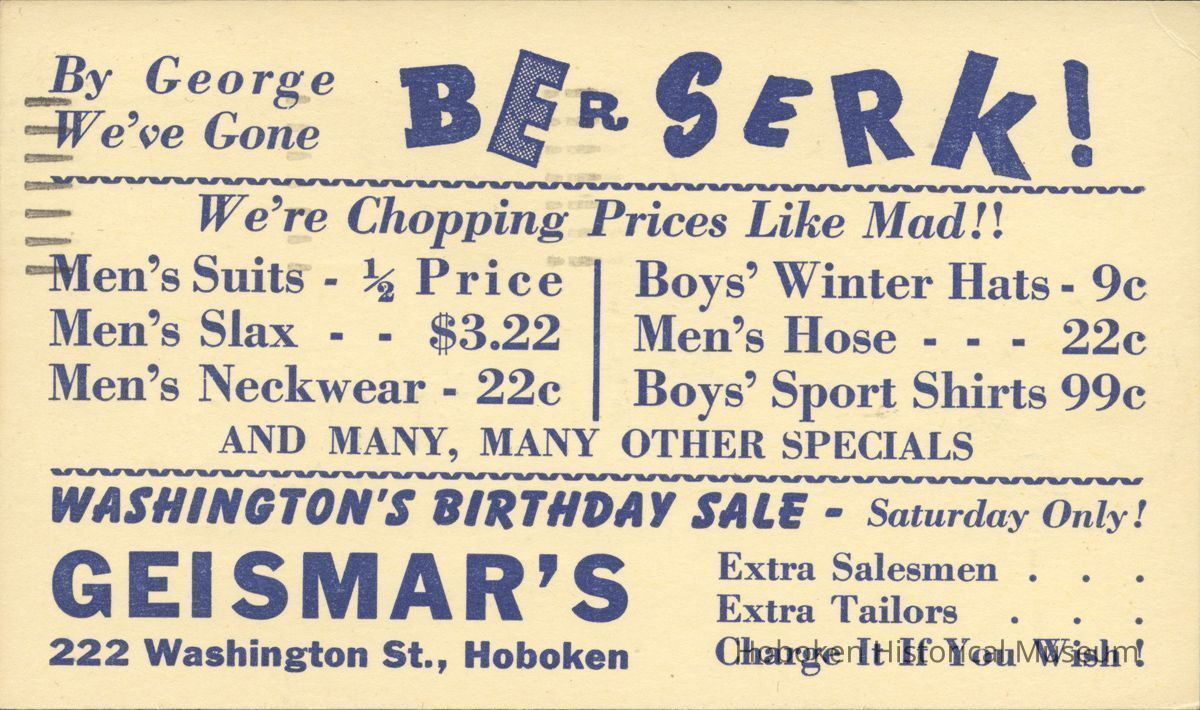 By George
We've Gone
BERSERK!
We're Chopping Prices Like Mad!!
Men's Suits - ½ Price
Men's Slax - - $3.22
Men's Neckwear - 22c
Boys' Winter Hats - 9c
Men's Hose - - - 22c
Boys' Sport Shirts 99c
AND MANY, MANY OTHER SPECIALS
WASHINGTON'S BIRTHDAY SALE - Saturday Only!
GEISMAR'S
222 Washington St., Hoboken
Extra Salesmen . . .
Extra Tailors . . .
Charge It If You Wish!
Hoboken Historical Museum